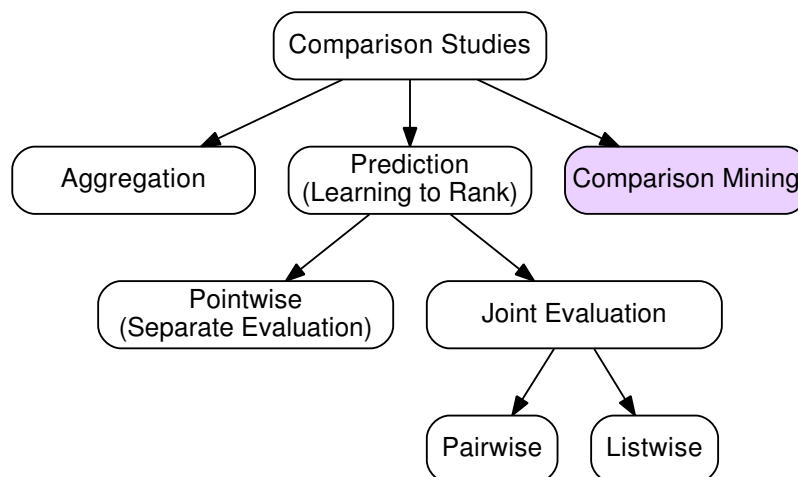 Comparison Studies
Aggregation
Prediction
(Learning to Rank)
Comparison Mining
Pointwise
(Separate Evaluation)
Joint Evaluation
Pairwise
Listwise